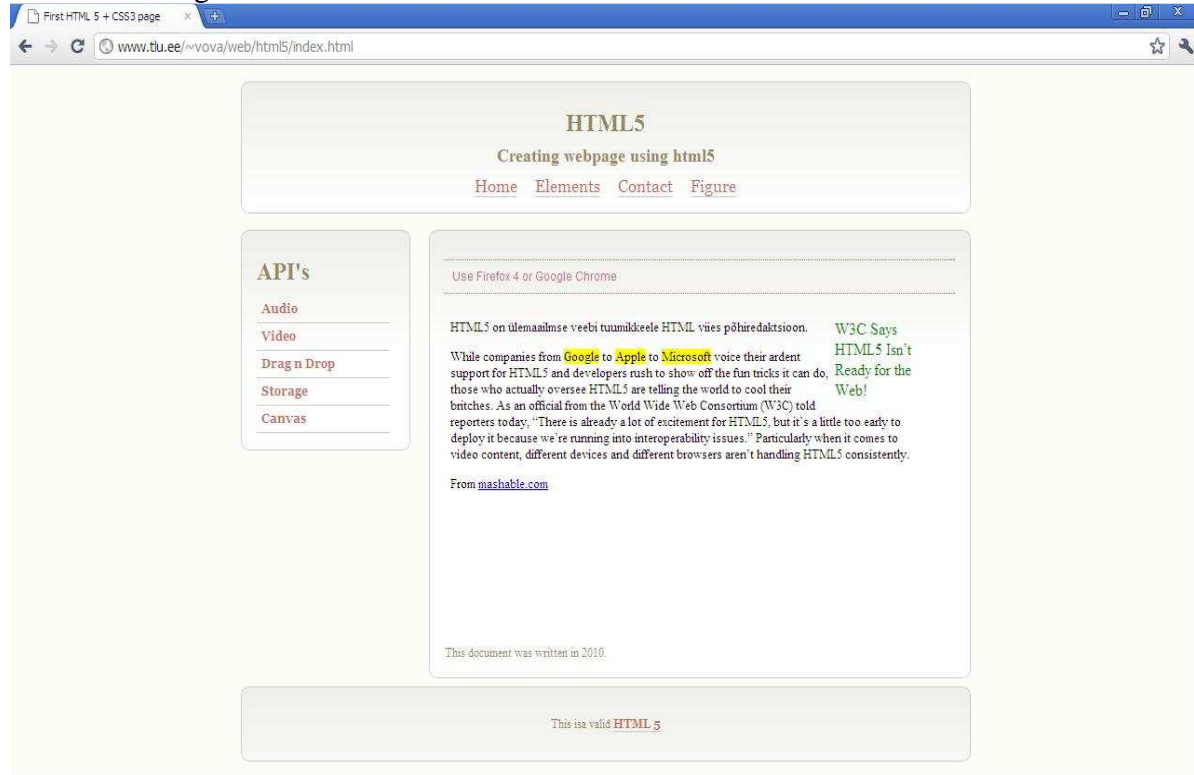 First HTML 5 + CSS3 page
www.tlu.ee/~vova/web/html5/index.html
HTML5
Creating webpage using html5
Home Elements Contact Figure
API's
Audio
Video
Drag n Drop
Storage
Canvas
Use Firefox 4 or Google Chrome
HTML5 on ülemaailmse veebi tuumikkeele HTML viies põhiredaktsioon.
W3C Says
HTML5 Isn't
Ready for the
Web!
While companies from Google to Apple to Microsoft voice their ardent
support for HTML5 and developers rush to show off the fun tricks it can do,
those who actually oversee HTML5 are telling the world to cool their
britches. As an official from the World Wide Web Consortium (W3C) told
reporters today, “There is already a lot of excitement for HTML5, but it’s a little too early to
deploy it because we’re running into interoperability issues.” Particularly when it comes to
video content, different devices and different browsers aren’t handling HTML5 consistently.
From mashable.com
This document was written in 2010.
This isa valid HTML 5